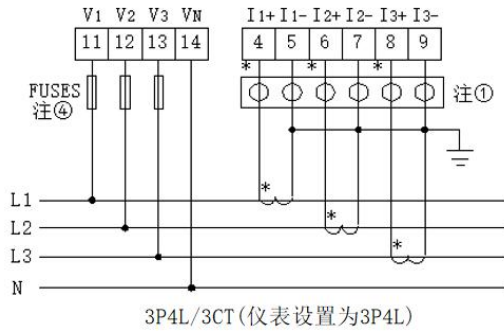 V1 V2 V3 VN I1+ I1- I2+ I2- I3+ I3-
11 12 13 14 4 5 6 7 8 9
* * *
FUSES
注④
注①
*
L1
*
L2
*
L3
N
3P4L/3CT(仪表设置为3P4L)